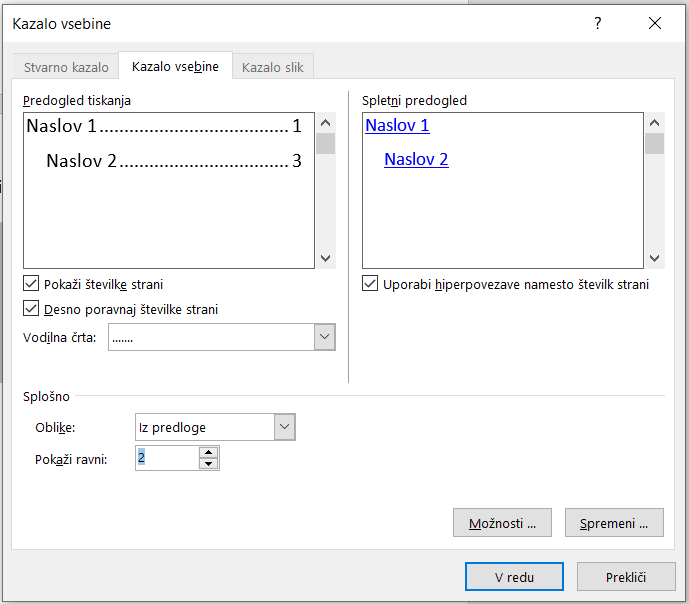 Kazalo vsebine
?
Stvarno kazalo
Kazalo vsebine
Kazalo slik
Predogled tiskanja
Naslov 1...................................... 1
Naslov 2.................................. 3
Spletni predogled
Naslov 1
Naslov 2
Pokaži številke strani
Desno poravnaj številke strani
Vodilna črta:
.......
Uporabi hiperpovezave namesto številk strani
Splošno
Oblike:
Iz predloge
Pokaži ravni:
2
Možnosti ...
Spremeni ...
V redu
Prekliči